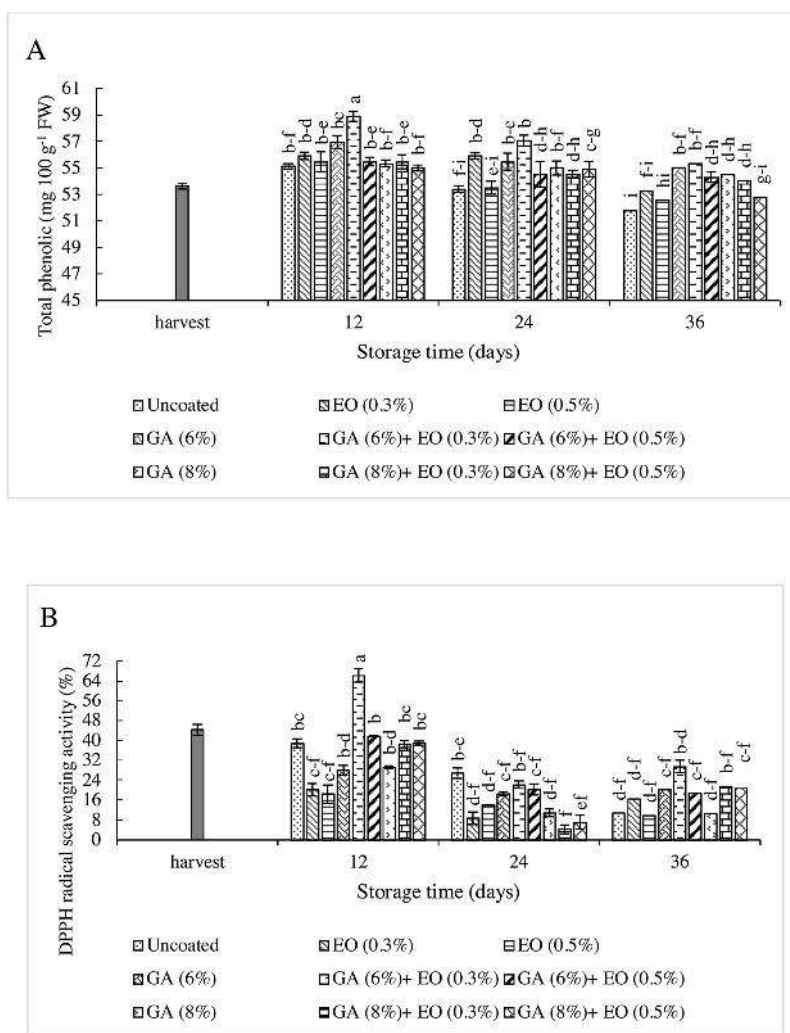 A
Total phenolic (mg 100 g⁻¹ FW)
61
59
57
55
53
51
49
47
45
b-f
b-d
b-e
bc
a
b-e
b-f
b-e
b-f
f-i
b-d
e-i
b-e
b
d-h
b-f
d-h
c-g
i
f-i
hi
b-f
b-f
d-h
d-h
d-h
g-i
harvest 12 24 36
Storage time (days)
Uncoated EO (0.3%) EO (0.5%)
GA (6%) GA (6%)+ EO (0.3%) GA (6%)+ EO (0.5%)
GA (8%) GA (8%)+ EO (0.3%) GA (8%)+ EO (0.5%)
B
DPPH radical scavenging activity (%)
72
64
56
48
40
32
24
16
8
0
bc
c-f
c-f
b-d
a
b
b-d
bc
bc
b-e
d-f
d-f
c-f
b-f
c-f
d-f
f
ef
d-f
d-f
d-f
c-f
b-d
c-f
d-f
b-f
c-f
harvest 12 24 36
Storage time (days)
Uncoated EO (0.3%) EO (0.5%)
GA (6%) GA (6%)+ EO (0.3%) GA (6%)+ EO (0.5%)
GA (8%) GA (8%)+ EO (0.3%) GA (8%)+ EO (0.5%)